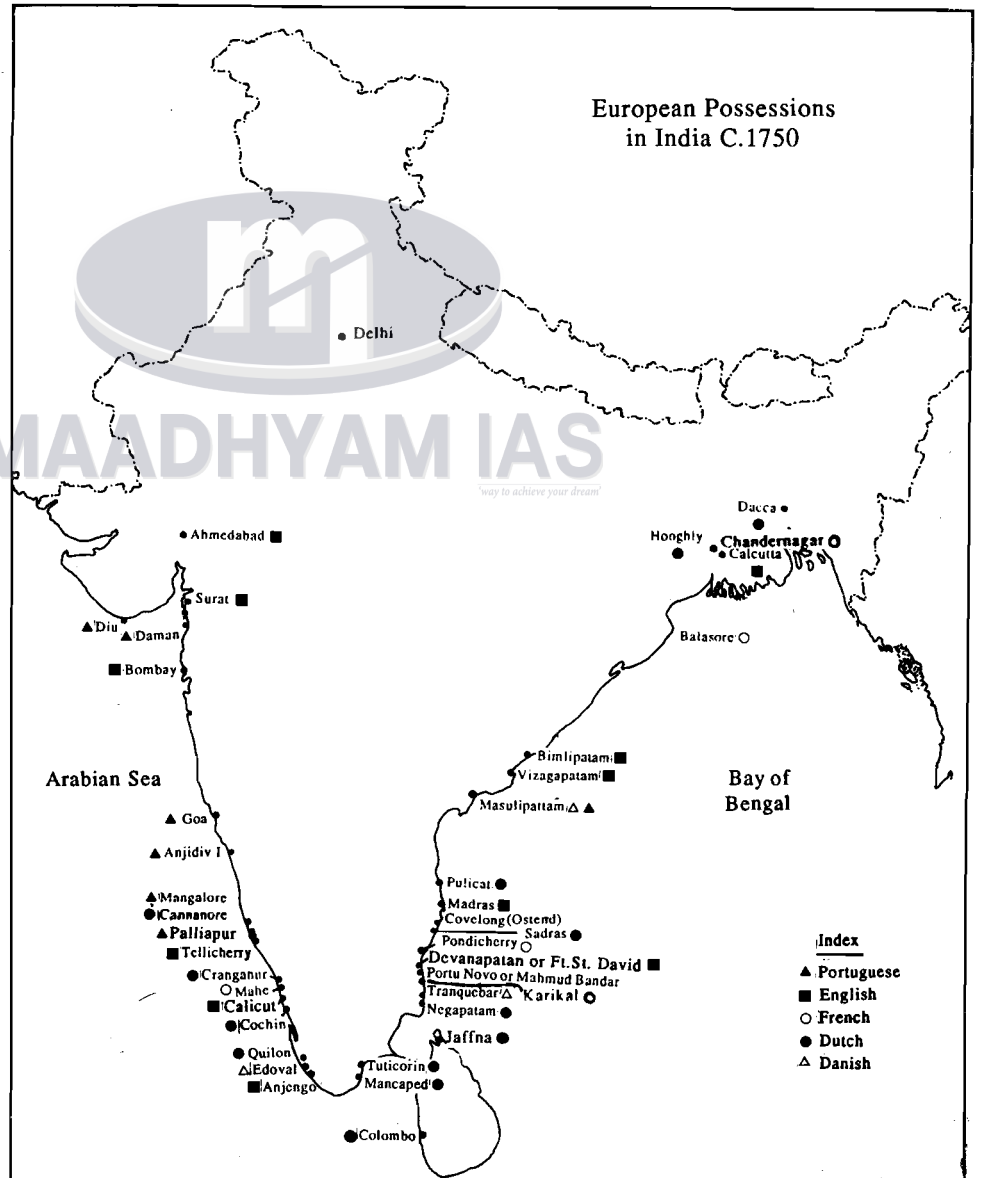 European Possessions
in India C.1750
Delhi
MAADHYAM IAS
"way to achieve your dream"
Dacca
Honghly
Chandernagar
Calcutta
Ahmedabad
Surat
Diu
Daman
Balasore
Bombay
Bimlipatam
Vizagapatam
Arabian Sea
Bay of
Bengal
Masulipattam
Goa
Anjidiv I
Pulicat
Mangalore
Madras
Cannanore
Covelong (Ostend)
Palliapur
Sadras
Pondicherry
Tellicherry
Devanapatan or Ft.St. David
Cranganur
Portu Novo or Mahmud Bandar
Mahe
Tranquebar
Karikal
Calicut
Negapatam
Cochin
Jaffna
Quilon
Edoval
Tuticorin
Anjengo
Mancaped
Colombo
Index
Portuguese
English
French
Dutch
Danish